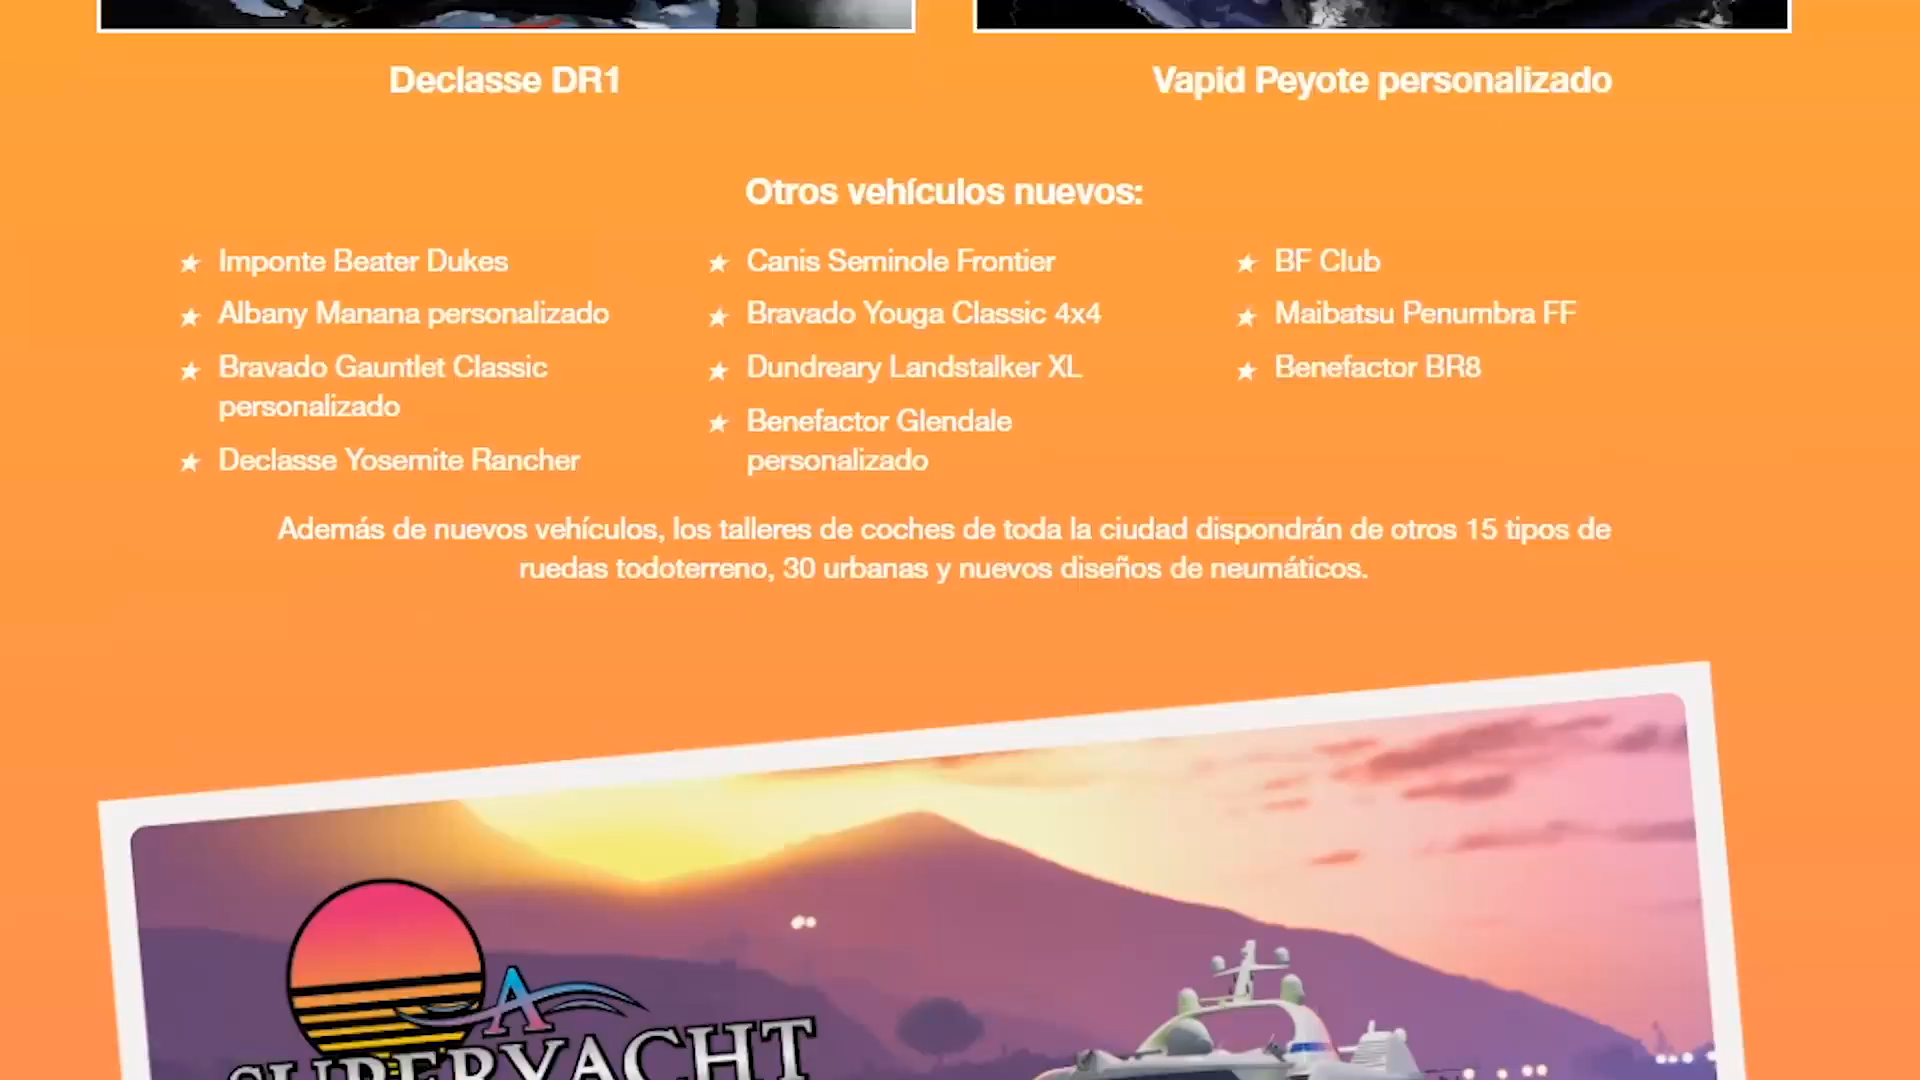 Declasse DR1
Vapid Peyote personalizado
Otros vehículos nuevos:
Imponte Beater Dukes
Albany Manana personalizado
Bravado Gauntlet Classic
personalizado
Declasse Yosemite Rancher
Canis Seminole Frontier
Bravado Youga Classic 4x4
Dundreary Landstalker XL
Benefactor Glendale
personalizado
BF Club
Maibatsu Penumbra FF
Benefactor BR8
Además de nuevos vehículos, los talleres de coches de toda la ciudad dispondrán de otros 15 tipos de
ruedas todoterreno, 30 urbanas y nuevos diseños de neumáticos.
A
SUPERYACHT